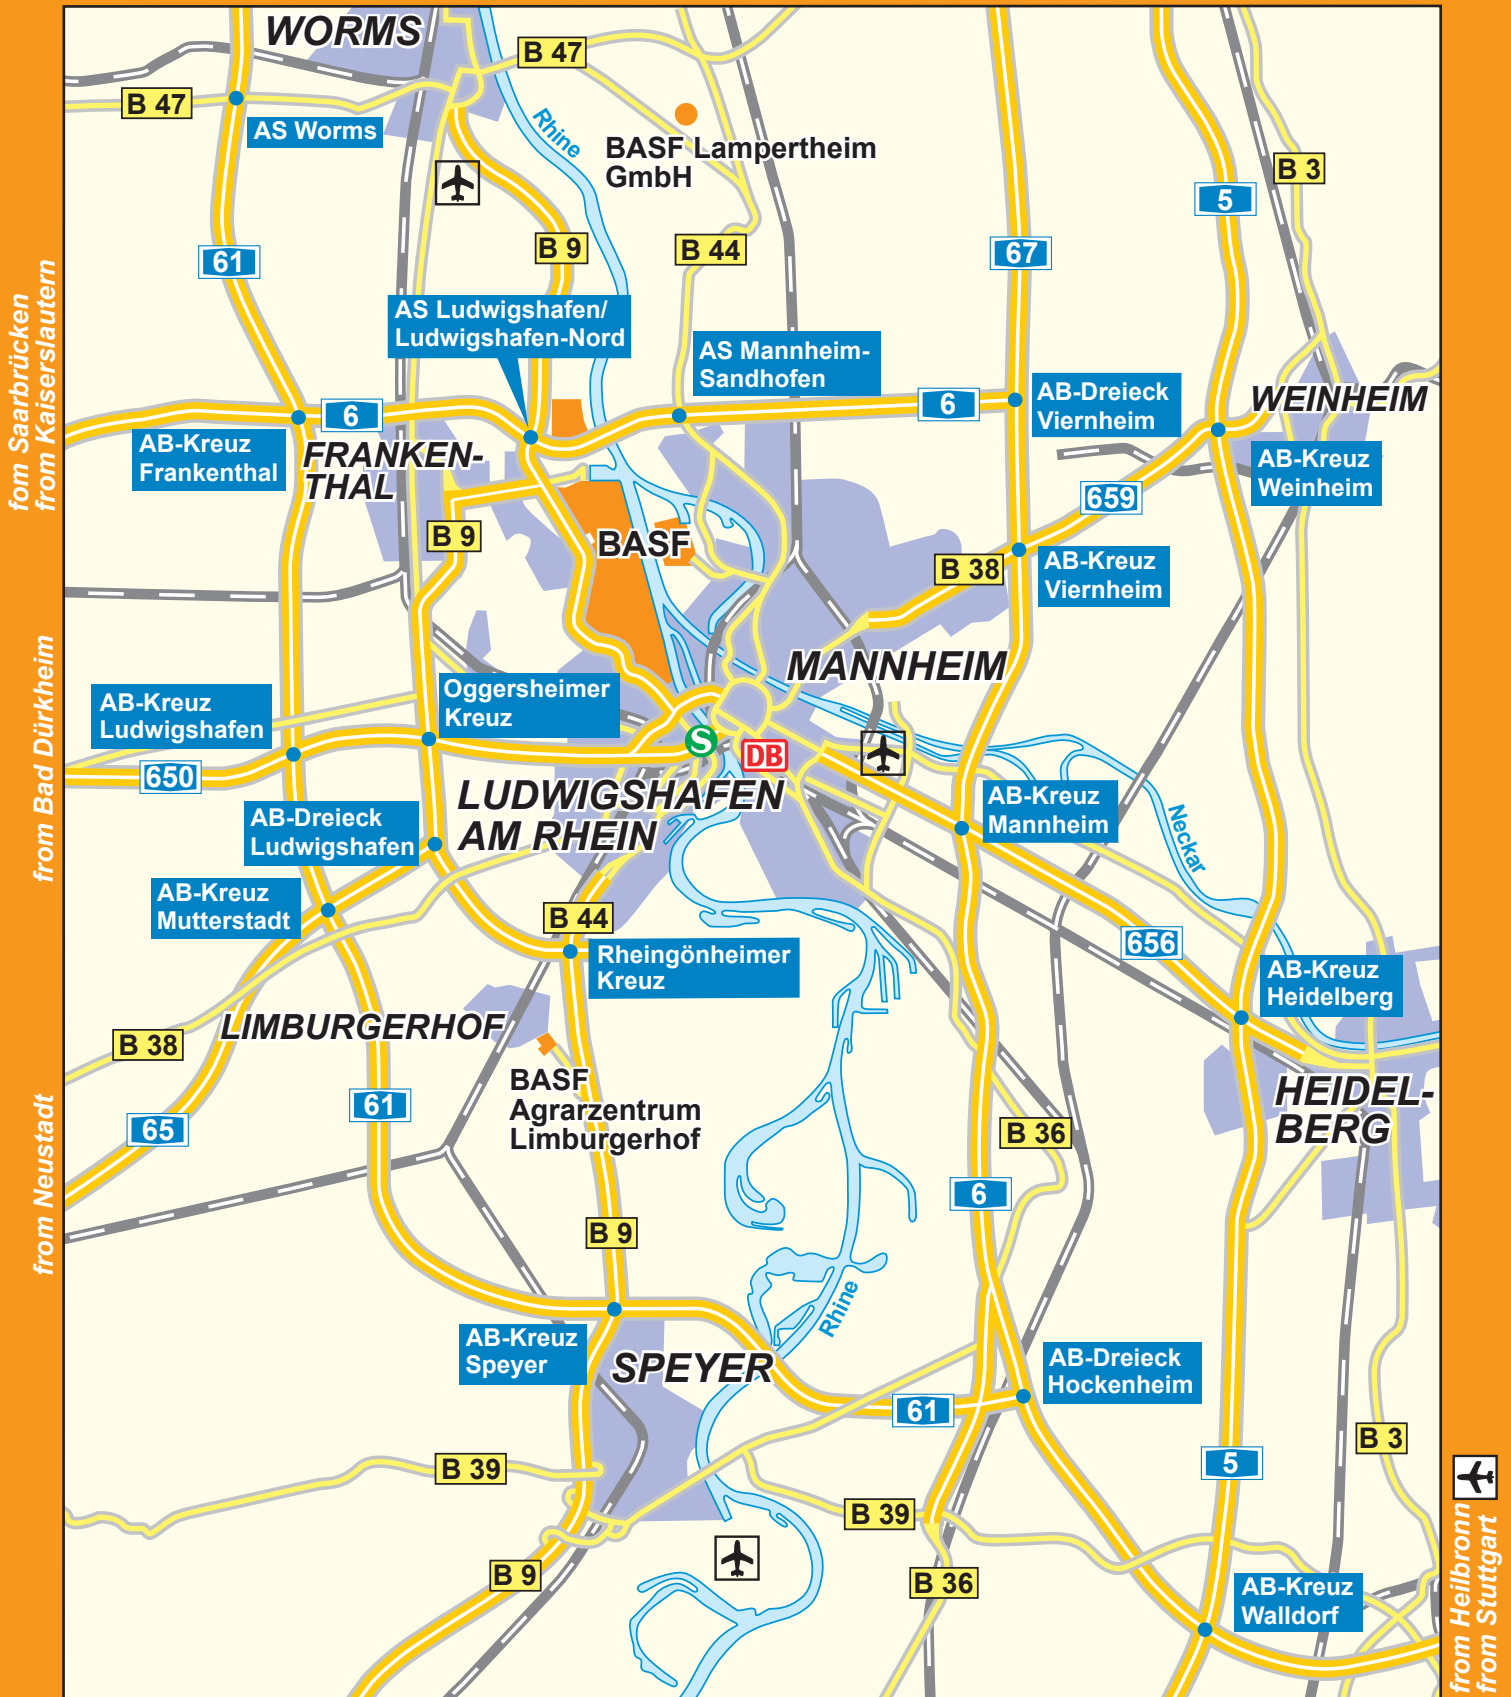 WORMS
B 47
B 47
AS Worms
Rhine
BASF Lampertheim
GmbH
B 3
5
61
B 9
B 44
67
fom Saarbrücken
from Kaiserslautern
AS Ludwigshafen/
Ludwigshafen-Nord
AS Mannheim-
Sandhofen
6
6
AB-Dreieck
Viernheim
WEINHEIM
AB-Kreuz
Frankenthal
FRANKEN-
THAL
AB-Kreuz
Weinheim
659
B 9
BASF
B 38
AB-Kreuz
Viernheim
from Bad Dürkheim
MANNHEIM
AB-Kreuz
Ludwigshafen
Oggersheimer
Kreuz
S
DB
650
LUDWIGSHAFEN
AM RHEIN
AB-Kreuz
Mannheim
Neckar
AB-Dreieck
Ludwigshafen
AB-Kreuz
Mutterstadt
B 44
656
Rheingönheimer
Kreuz
AB-Kreuz
Heidelberg
LIMBURGERHOF
B 38
BASF
Agrarzentrum
Limburgerhof
61
65
HEIDEL-
BERG
B 36
from Neustadt
6
B 9
Rhine
AB-Kreuz
Speyer
SPEYER
AB-Dreieck
Hockenheim
61
B 3
5
B 39
B 39
B 9
B 36
AB-Kreuz
Walldorf
from Heilbronn
from Stuttgart